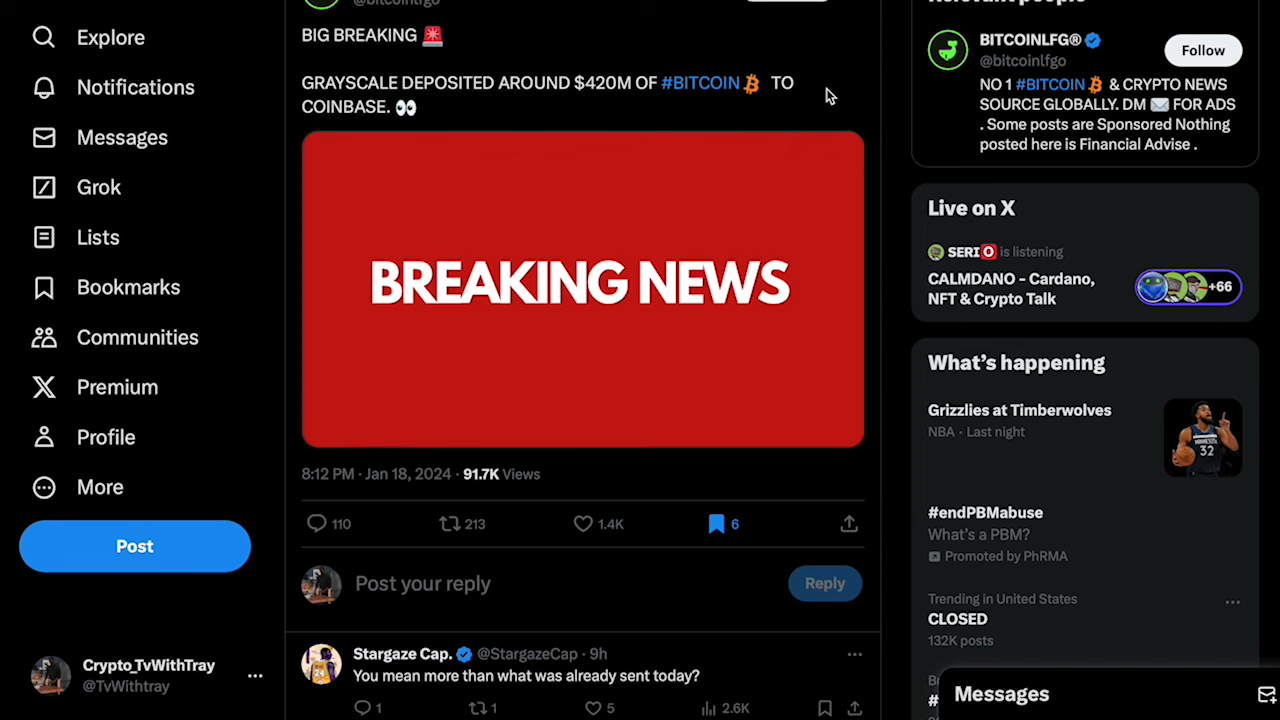 Explore
Notifications
Messages
Grok
Lists
Bookmarks
Communities
Premium
Profile
More
Post
Crypto_TvWithTray
@TvWithtray
@bitcoinlfgo
BIG BREAKING 🚨
GRAYSCALE DEPOSITED AROUND $420M OF #BITCOIN TO
COINBASE. 👀
BREAKING NEWS
8:12 PM · Jan 18, 2024 · 91.7K Views
110 213 1.4K 6
Post your reply
Reply
Stargaze Cap. @StargazeCap · 9h
You mean more than what was already sent today?
1 1 5 2.6K
Relevant people
BITCOINLFG®
@bitcoinlfgo
Follow
NO 1 #BITCOIN & CRYPTO NEWS
SOURCE GLOBALLY. DM ✉️ FOR ADS
. Some posts are Sponsored Nothing
posted here is Financial Advise .
Live on X
SERI🅾 is listening
CALMDANO - Cardano,
NFT & Crypto Talk
+66
What's happening
Grizzlies at Timberwolves
NBA · Last night
MINNESOTA
32
#endPBMabuse
What's a PBM?
Promoted by PhRMA
Trending in United States
CLOSED
132K posts
Messages